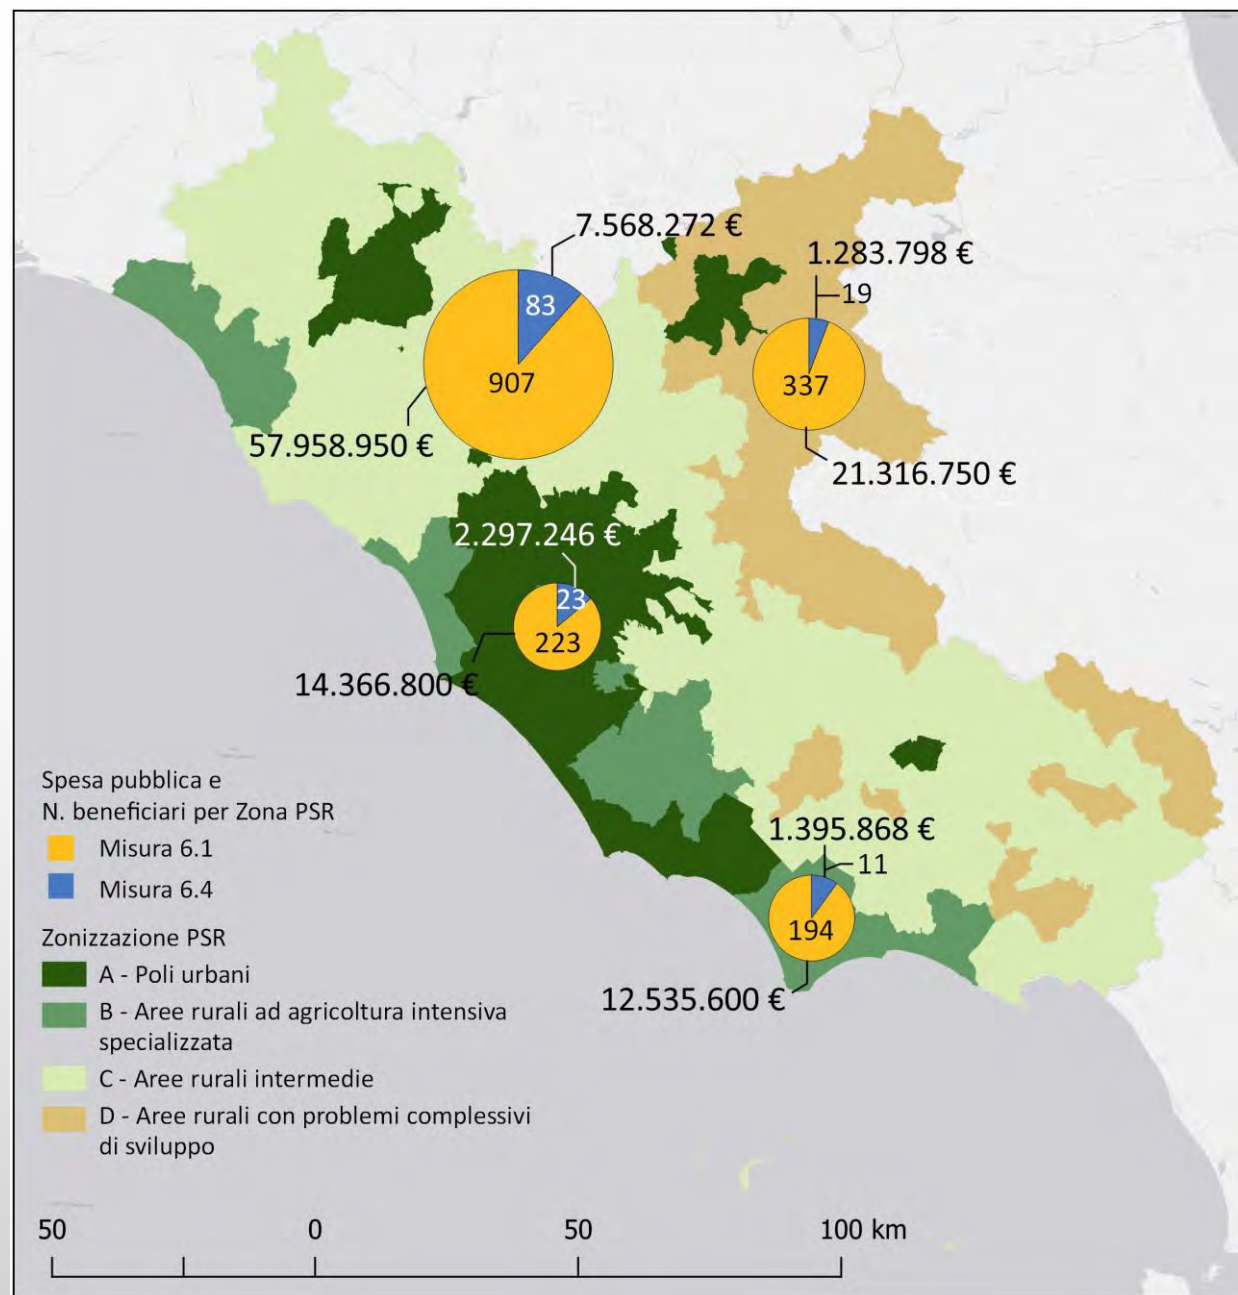 7.568.272 €
83
907
57.958.950 €
1.283.798 €
19
337
21.316.750 €
2.297.246 €
23
223
14.366.800 €
1.395.868 €
11
194
12.535.600 €
Spesa pubblica e
N. beneficiari per Zona PSR
Misura 6.1
Misura 6.4
Zonizzazione PSR
A - Poli urbani
B - Aree rurali ad agricoltura intensiva
specializzata
C - Aree rurali intermedie
D - Aree rurali con problemi complessivi
di sviluppo
50 0 50 100 km